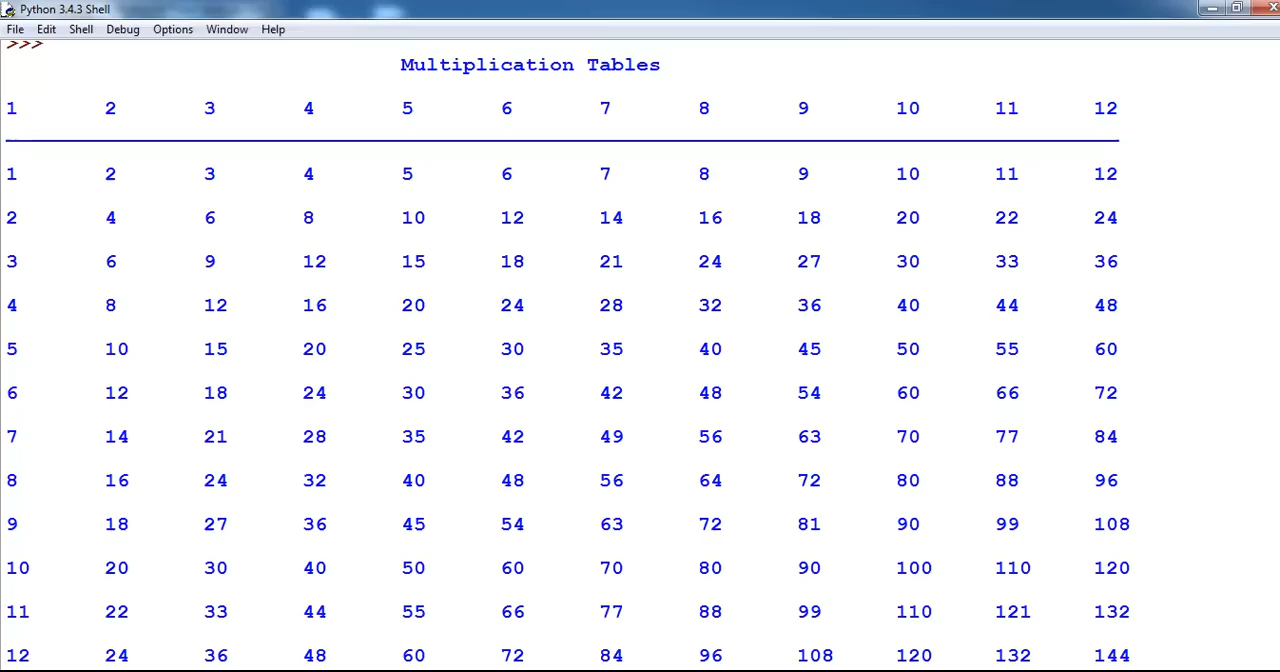 Python 3.4.3 Shell
File Edit Shell Debug Options Window Help
>>>
Multiplication Tables
1 2 3 4 5 6 7 8 9 10 11 12
1 2 3 4 5 6 7 8 9 10 11 12
2 4 6 8 10 12 14 16 18 20 22 24
3 6 9 12 15 18 21 24 27 30 33 36
4 8 12 16 20 24 28 32 36 40 44 48
5 10 15 20 25 30 35 40 45 50 55 60
6 12 18 24 30 36 42 48 54 60 66 72
7 14 21 28 35 42 49 56 63 70 77 84
8 16 24 32 40 48 56 64 72 80 88 96
9 18 27 36 45 54 63 72 81 90 99 108
10 20 30 40 50 60 70 80 90 100 110 120
11 22 33 44 55 66 77 88 99 110 121 132
12 24 36 48 60 72 84 96 108 120 132 144